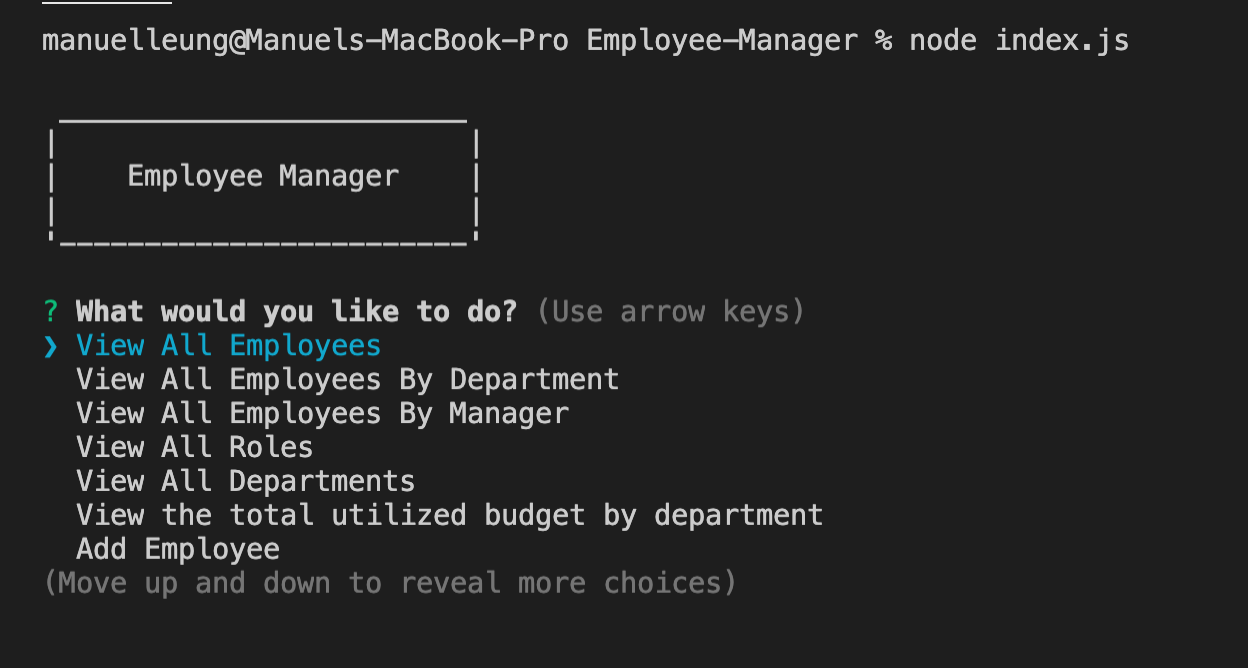 manuelleung@Manuels-MacBook-Pro Employee-Manager % node index.js
Employee Manager
? What would you like to do? (Use arrow keys)
❯ View All Employees
View All Employees By Department
View All Employees By Manager
View All Roles
View All Departments
View the total utilized budget by department
Add Employee
(Move up and down to reveal more choices)